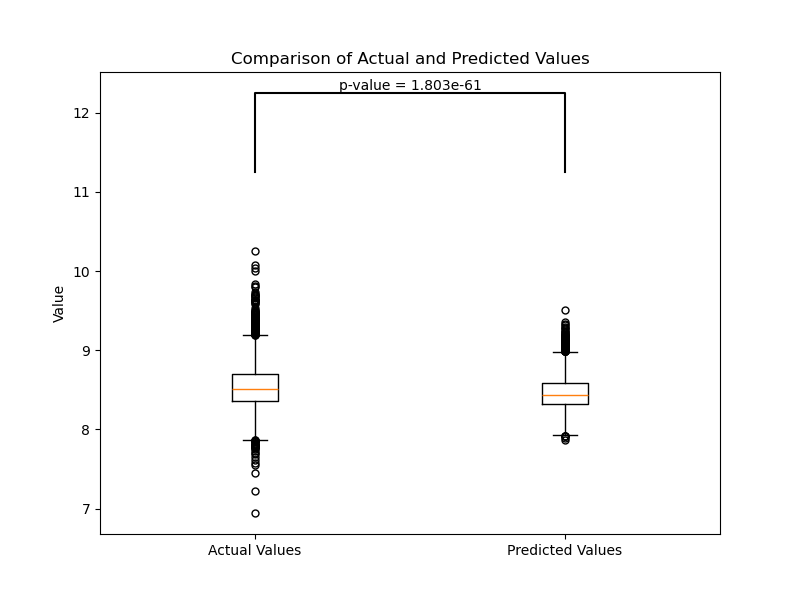 Comparison of Actual and Predicted Values
p-value = 1.803e-61
12
11
10
9
8
7
Value
Actual Values
Predicted Values